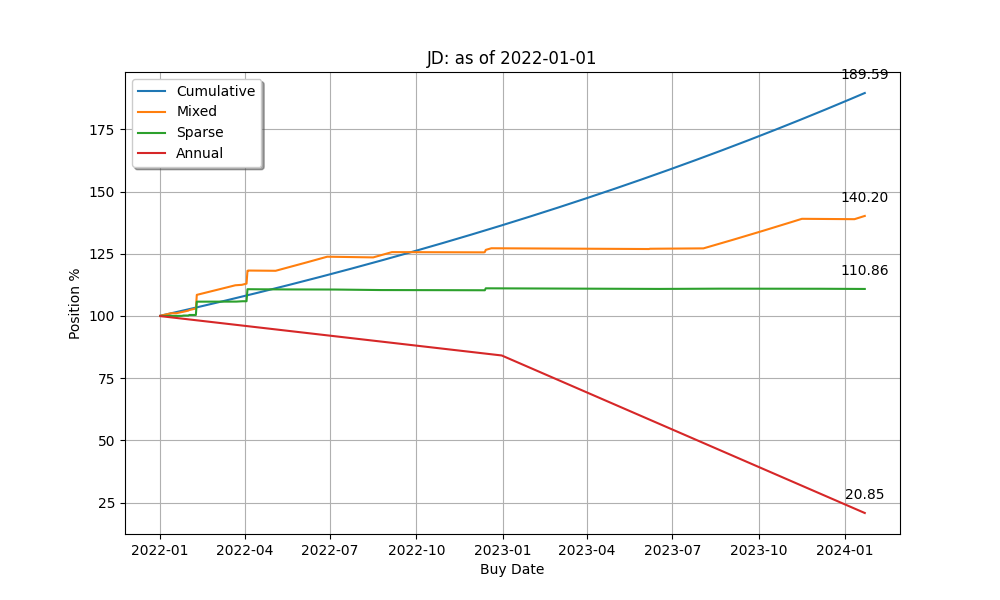 JD: as of 2022-01-01
189.59
Cumulative
Mixed
Sparse
Annual
175
150
140.20
125
110.86
100
75
50
25
20.85
Position %
2022-01 2022-04 2022-07 2022-10 2023-01 2023-04 2023-07 2023-10 2024-01
Buy Date